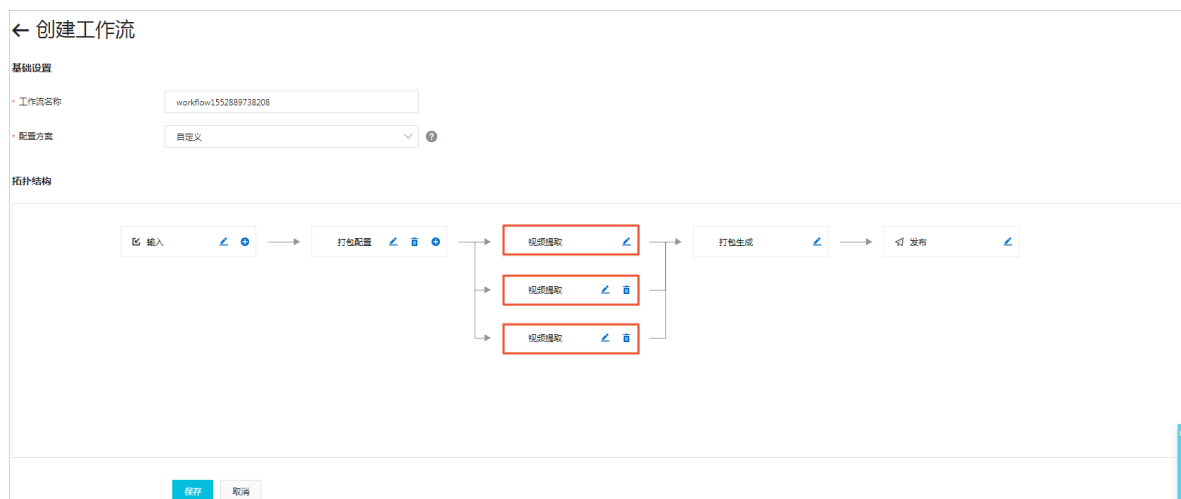 创建工作流
基础设置
* 工作流名称 workflow1552889738208
* 配置方案 自定义 ?
拓扑结构
输入 打包配置 视频提取 打包生成 发布
视频提取
视频提取
保存 取消